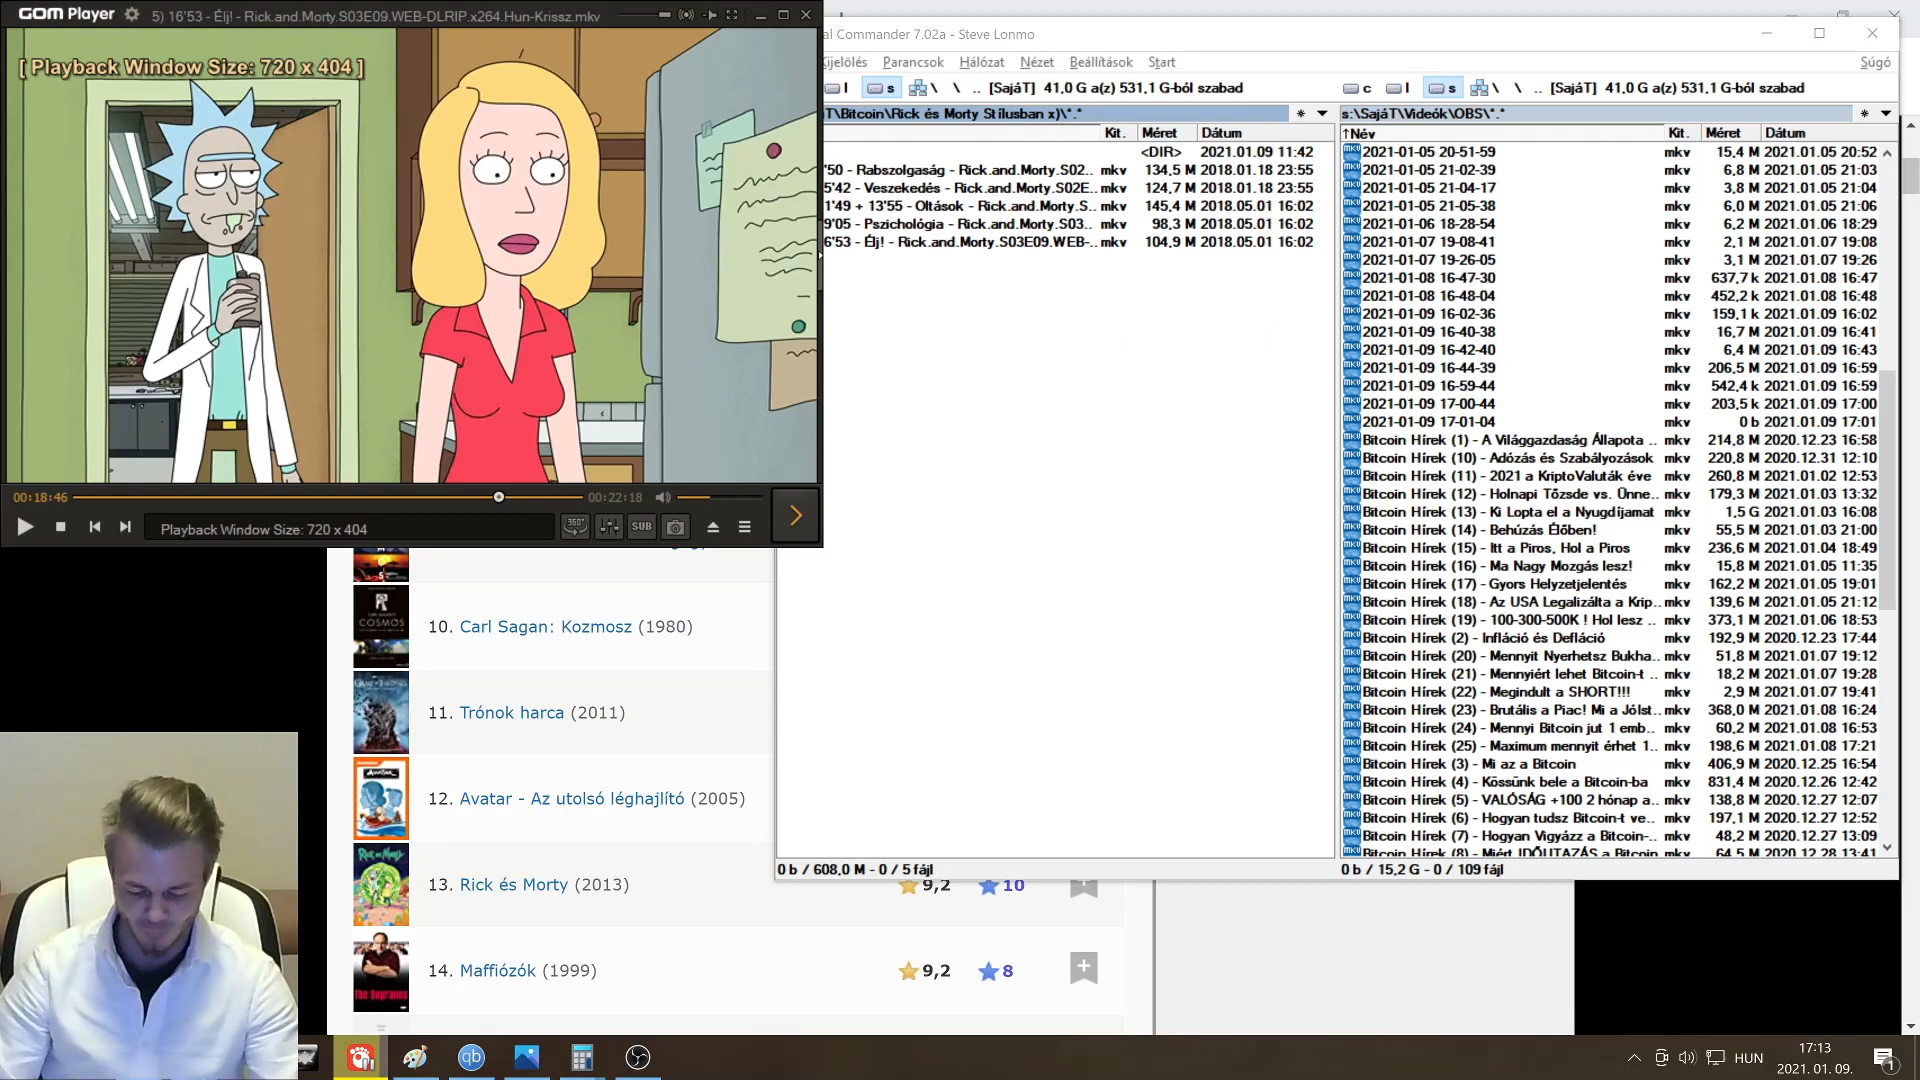 GOM Player
5) 16'53 - Élj! - Rick.and.Morty.S03E09.WEB-DLRIP.x264.Hun-Krissz.mkv
[ Playback Window Size: 720 x 404 ]
00:18:46
00:22:18
Playback Window Size: 720 x 404
360°
SUB
al Commander 7.02a - Steve Lonmo
Kijelölés Parancsok Hálózat Nézet Beállítások Start Súgó
l s \ \ .. [SajáT] 41,0 G a(z) 531,1 G-ból szabad
c l s \ \ .. [SajáT] 41,0 G a(z) 531,1 G-ból szabad
T\Bitcoin\Rick és Morty Stílusban x)\*.*
Kit. Méret Dátum
<DIR> 2021.01.09 11:42
'50 - Rabszolgaság - Rick.and.Morty.S02.. mkv 134,5 M 2018.01.18 23:55
5'42 - Veszekedés - Rick.and.Morty.S02E.. mkv 124,7 M 2018.01.18 23:55
1'49 + 13'55 - Oltások - Rick.and.Morty.S.. mkv 145,4 M 2018.05.01 16:02
9'05 - Pszichológia - Rick.and.Morty.S03.. mkv 98,3 M 2018.05.01 16:02
6'53 - Élj! - Rick.and.Morty.S03E09.WEB-.. mkv 104,9 M 2018.05.01 16:02
0 b / 608,0 M - 0 / 5 fájl
s:\SajáT\Videók\OBS\*.*
↑Név Kit. Méret Dátum
2021-01-05 20-51-59 mkv 15,4 M 2021.01.05 20:52
2021-01-05 21-02-39 mkv 6,8 M 2021.01.05 21:03
2021-01-05 21-04-17 mkv 3,8 M 2021.01.05 21:04
2021-01-05 21-05-38 mkv 6,0 M 2021.01.05 21:06
2021-01-06 18-28-54 mkv 6,2 M 2021.01.06 18:29
2021-01-07 19-08-41 mkv 2,1 M 2021.01.07 19:08
2021-01-07 19-26-05 mkv 3,1 M 2021.01.07 19:26
2021-01-08 16-47-30 mkv 637,7 k 2021.01.08 16:47
2021-01-08 16-48-04 mkv 452,2 k 2021.01.08 16:48
2021-01-09 16-02-36 mkv 159,1 k 2021.01.09 16:02
2021-01-09 16-40-38 mkv 16,7 M 2021.01.09 16:41
2021-01-09 16-42-40 mkv 6,4 M 2021.01.09 16:43
2021-01-09 16-44-39 mkv 206,5 M 2021.01.09 16:59
2021-01-09 16-59-44 mkv 542,4 k 2021.01.09 16:59
2021-01-09 17-00-44 mkv 203,5 k 2021.01.09 17:00
2021-01-09 17-01-04 mkv 0 b 2021.01.09 17:01
Bitcoin Hírek (1) - A Világgazdaság Állapota .. mkv 214,8 M 2020.12.23 16:58
Bitcoin Hírek (10) - Adózás és Szabályozások mkv 220,8 M 2020.12.31 12:10
Bitcoin Hírek (11) - 2021 a KriptoValuták éve mkv 260,8 M 2021.01.02 12:53
Bitcoin Hírek (12) - Holnapi Tőzsde vs. Ünne.. mkv 179,3 M 2021.01.03 13:32
Bitcoin Hírek (13) - Ki Lopta el a Nyugdíjamat mkv 1,5 G 2021.01.03 16:08
Bitcoin Hírek (14) - Behúzás Élőben! mkv 55,5 M 2021.01.03 21:00
Bitcoin Hírek (15) - Itt a Piros, Hol a Piros mkv 236,6 M 2021.01.04 18:49
Bitcoin Hírek (16) - Ma Nagy Mozgás lesz! mkv 15,8 M 2021.01.05 11:35
Bitcoin Hírek (17) - Gyors Helyzetjelentés mkv 162,2 M 2021.01.05 19:01
Bitcoin Hírek (18) - Az USA Legalizálta a Krip.. mkv 139,6 M 2021.01.05 21:12
Bitcoin Hírek (19) - 100-300-500K ! Hol lesz .. mkv 373,1 M 2021.01.06 18:53
Bitcoin Hírek (2) - Infláció és Defláció mkv 192,9 M 2020.12.23 17:44
Bitcoin Hírek (20) - Mennyit Nyerhetsz Bukha.. mkv 51,8 M 2021.01.07 19:12
Bitcoin Hírek (21) - Mennyiért lehet Bitcoin-t .. mkv 18,2 M 2021.01.07 19:28
Bitcoin Hírek (22) - Megindult a SHORT!!! mkv 2,9 M 2021.01.07 19:41
Bitcoin Hírek (23) - Brutális a Piac! Mi a Jólst.. mkv 368,0 M 2021.01.08 16:24
Bitcoin Hírek (24) - Mennyi Bitcoin jut 1 emb.. mkv 60,2 M 2021.01.08 16:53
Bitcoin Hírek (25) - Maximum mennyit érhet 1.. mkv 198,6 M 2021.01.08 17:21
Bitcoin Hírek (3) - Mi az a Bitcoin mkv 406,9 M 2020.12.25 16:54
Bitcoin Hírek (4) - Kössünk bele a Bitcoin-ba mkv 831,4 M 2020.12.26 12:42
Bitcoin Hírek (5) - VALÓSÁG +100 2 hónap a.. mkv 138,8 M 2020.12.27 12:07
Bitcoin Hírek (6) - Hogyan tudsz Bitcoin-t ve.. mkv 197,1 M 2020.12.27 12:52
Bitcoin Hírek (7) - Hogyan Vigyázz a Bitcoin-.. mkv 48,2 M 2020.12.27 13:09
Bitcoin Hírek (8) - Miért IDŐUTAZÁS a Bitcoin mkv 64,5 M 2020.12.28 13:41
0 b / 15,2 G - 0 / 109 fájl
10. Carl Sagan: Kozmosz (1980)
11. Trónok harca (2011)
12. Avatar - Az utolsó léghajlító (2005)
13. Rick és Morty (2013) 9,2 10
14. Maffiózók (1999) 9,2 8
COSMOS
The Sopranos
qb
HUN
17:13
2021. 01. 09.
1